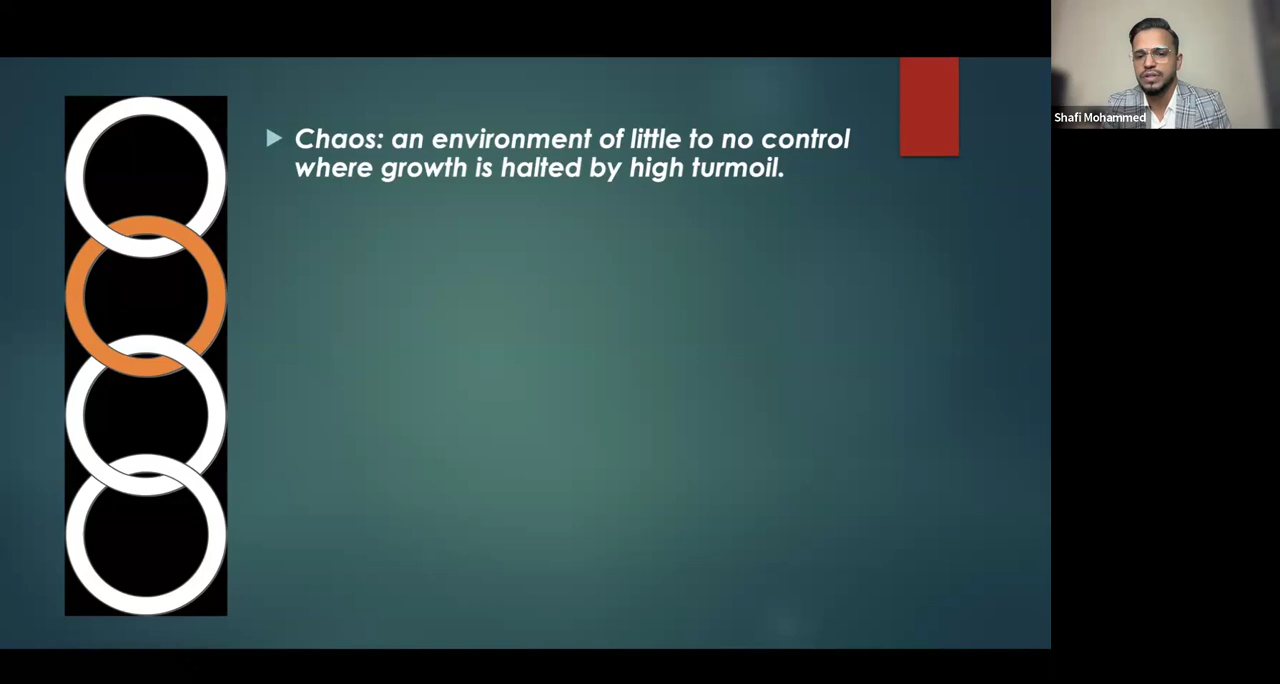 Chaos: an environment of little to no control
where growth is halted by high turmoil.
Shafi Mohammed